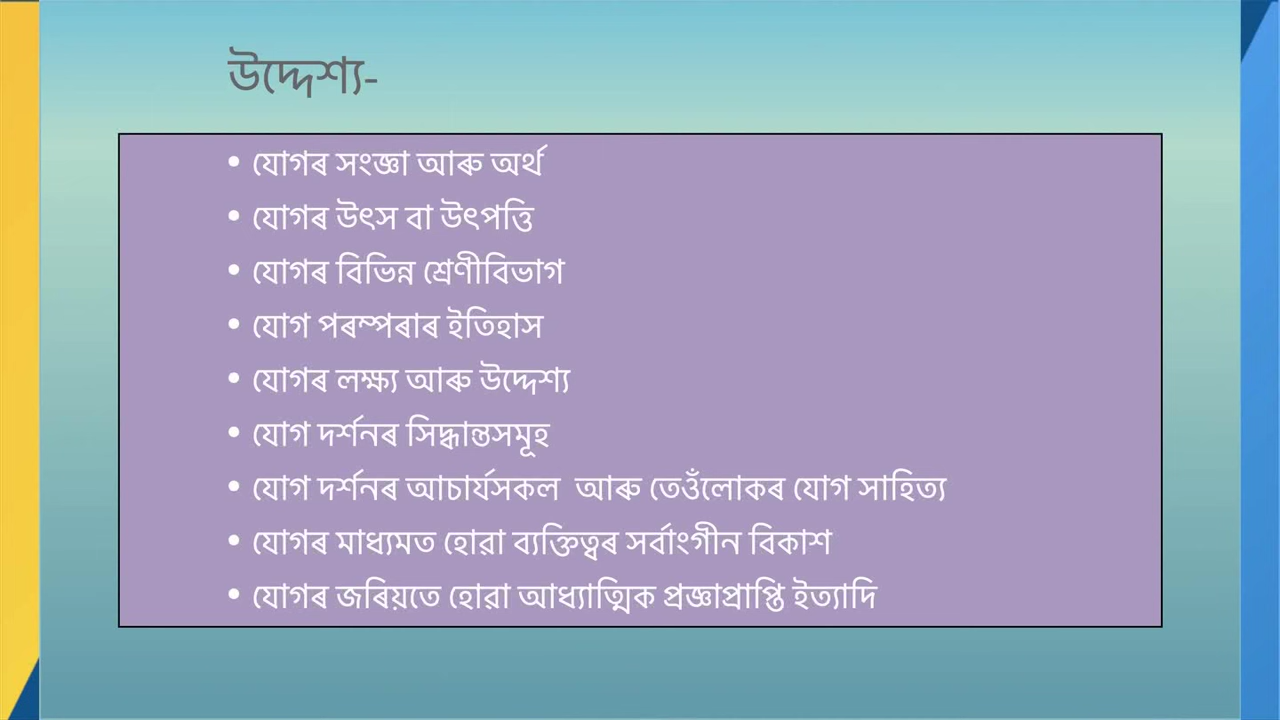 উদ্দেশ্য-
• যোগৰ সংজ্ঞা আৰু অৰ্থ
• যোগৰ উৎস বা উৎপত্তি
• যোগৰ বিভিন্ন শ্ৰেণীবিভাগ
• যোগ পৰম্পৰাৰ ইতিহাস
• যোগৰ লক্ষ্য আৰু উদ্দেশ্য
• যোগ দৰ্শনৰ সিদ্ধান্তসমূহ
• যোগ দৰ্শনৰ আচাৰ্যসকল আৰু তেওঁলোকৰ যোগ সাহিত্য
• যোগৰ মাধ্যমত হোৱা ব্যক্তিত্বৰ সৰ্বাংগীন বিকাশ
• যোগৰ জৰিয়তে হোৱা আধ্যাত্মিক প্ৰজ্ঞাপ্ৰাপ্তি ইত্যাদি